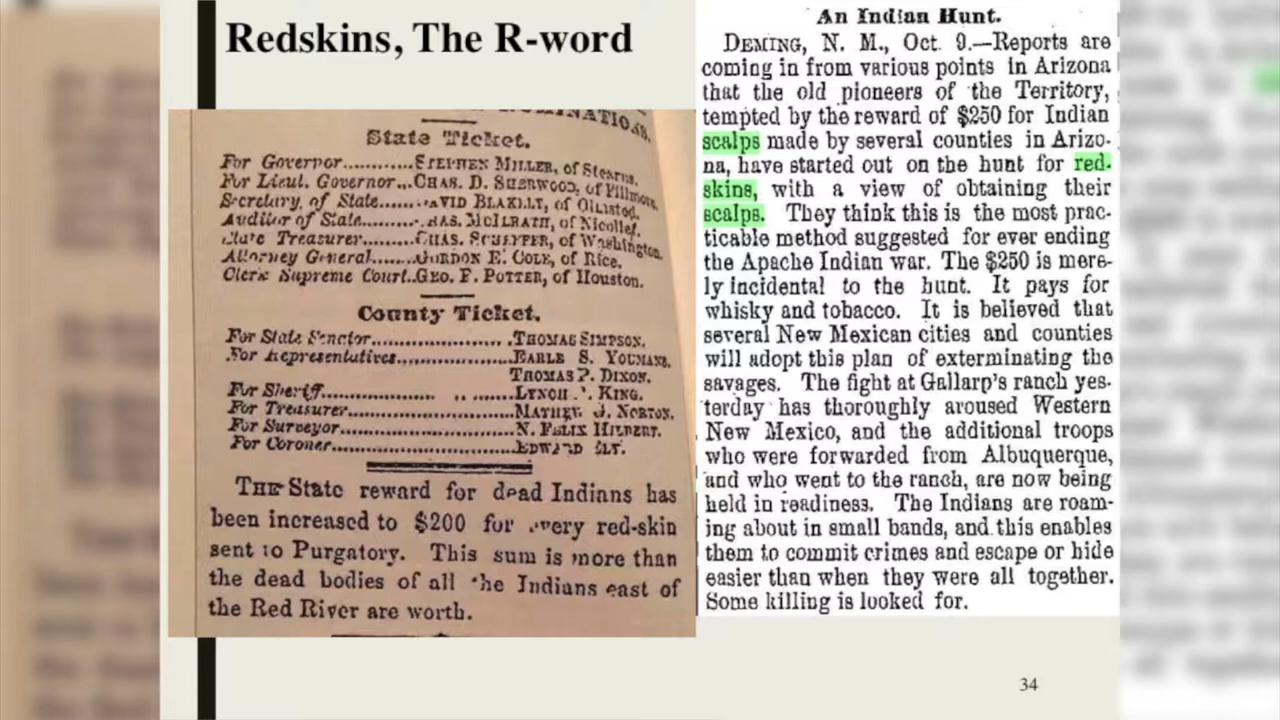 Redskins, The R-word
State Ticket.
For Governor..........STEPHEN MILLER, of Stearns.
For Lieut. Governor...CHAS. D. SHERWOOD, of Fillmore.
Secretary of State......AVID BLAKELY, of Olmsted.
Auditor of State.......HAS. MCILRATH, of Nicollet.
State Treasurer........CHAS. SCHEFFER, of Washington.
Attorney General.......GORDON E. COLE, of Rice.
Clerk Supreme Court..GEO. F. POTTER, of Houston.
County Ticket.
For State Senator.......................THOMAS SIMPSON.
For Representatives..................EARLE S. YOUMANS.
THOMAS P. DIXON.
For Sheriff........................LYNCH KING.
For Treasurer...........................MATHEW J. NORTON.
For Surveyor............................N. FELIX HILBERT.
For Coroner.............................EDWARD ELY.
THE State reward for dead Indians has
been increased to $200 for every red-skin
sent to Purgatory. This sum is more than
the dead bodies of all the Indians east of
the Red River are worth.
An Indian Hunt.
DEMING, N. M., Oct. 9.—Reports are
coming in from various points in Arizona
that the old pioneers of the Territory,
tempted by the reward of $250 for Indian
scalps made by several counties in Arizo-
na, have started out on the hunt for red-
skins, with a view of obtaining their
scalps. They think this is the most prac-
ticable method suggested for ever ending
the Apache Indian war. The $250 is mere-
ly incidental to the hunt. It pays for
whisky and tobacco. It is believed that
several New Mexican cities and counties
will adopt this plan of exterminating the
savages. The fight at Gallarp's ranch yes-
terday has thoroughly aroused Western
New Mexico, and the additional troops
who were forwarded from Albuquerque,
and who went to the ranch, are now being
held in readiness. The Indians are roam-
ing about in small bands, and this enables
them to commit crimes and escape or hide
easier than when they were all together.
Some killing is looked for.
34